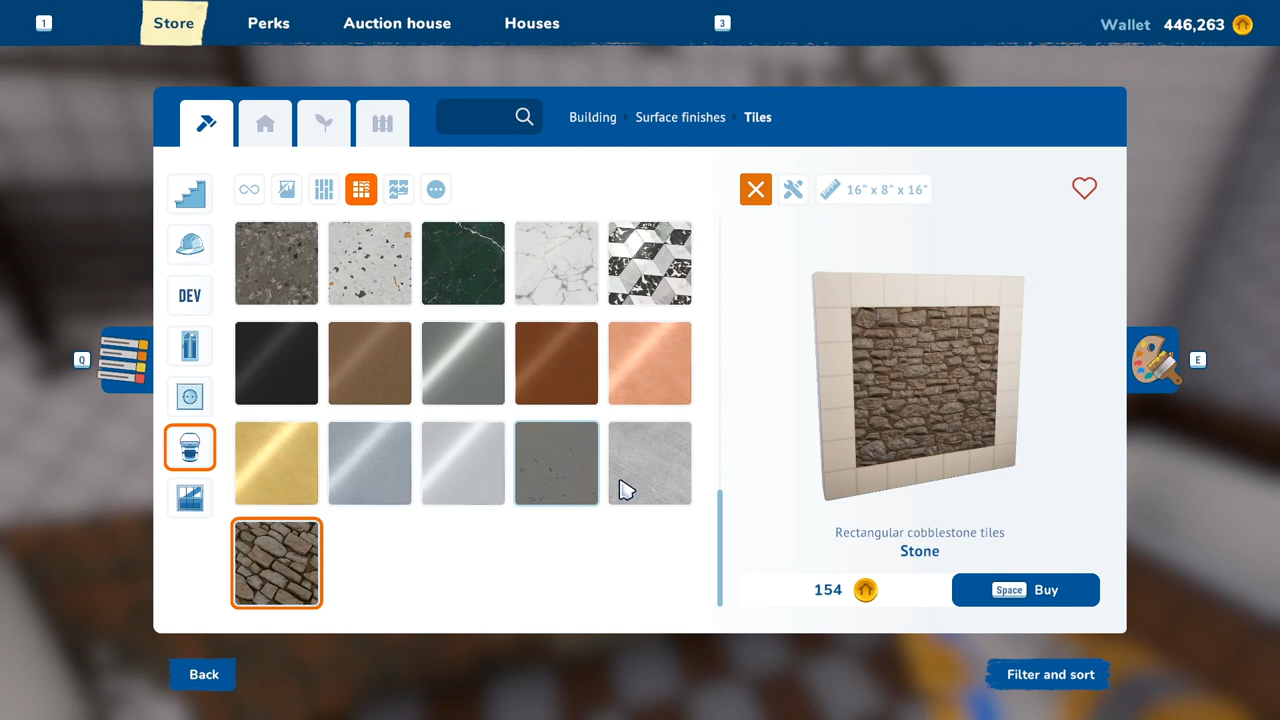 1
Store
Perks
Auction house
Houses
3
Wallet 446,263
Building
Surface finishes
Tiles
DEV
16" x 8" x 16"
Q
E
Rectangular cobblestone tiles
Stone
154
Space Buy
Back
Filter and sort